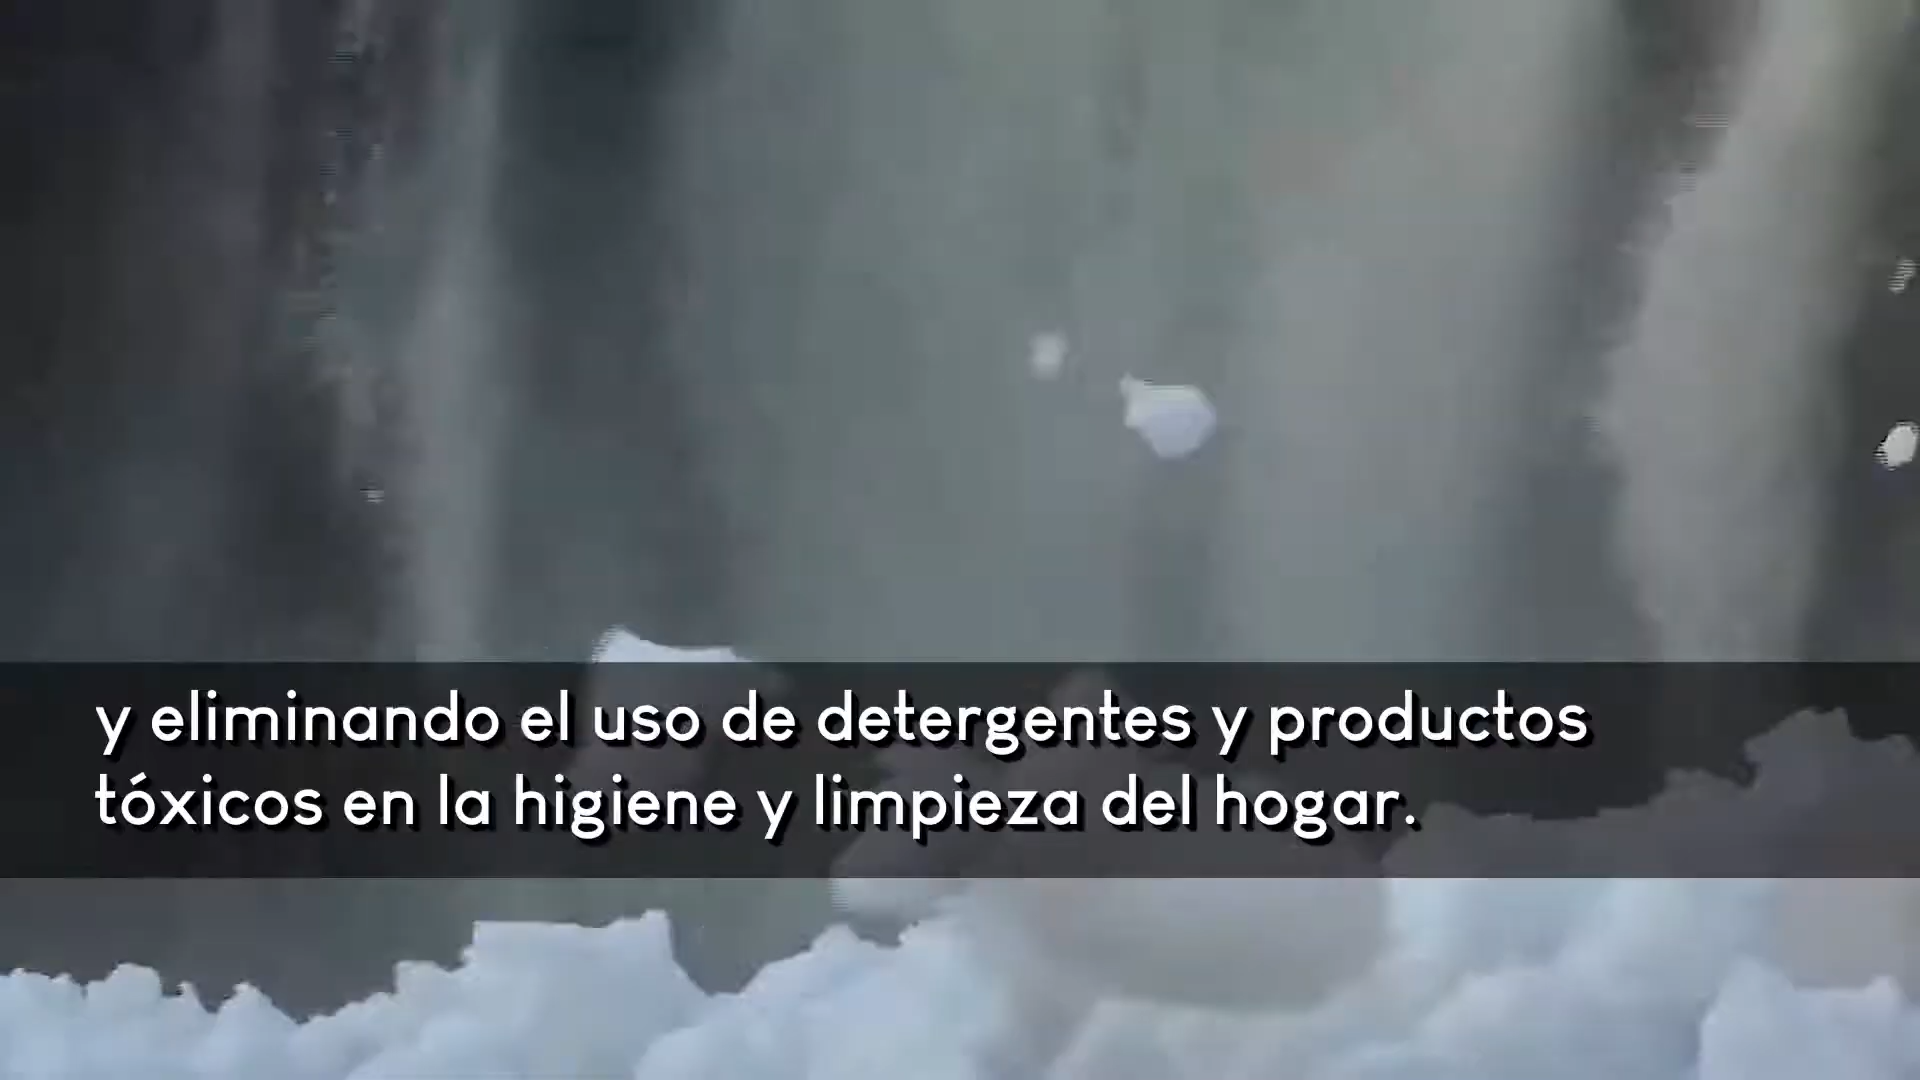 y eliminando el uso de detergentes y productos
tóxicos en la higiene y limpieza del hogar.